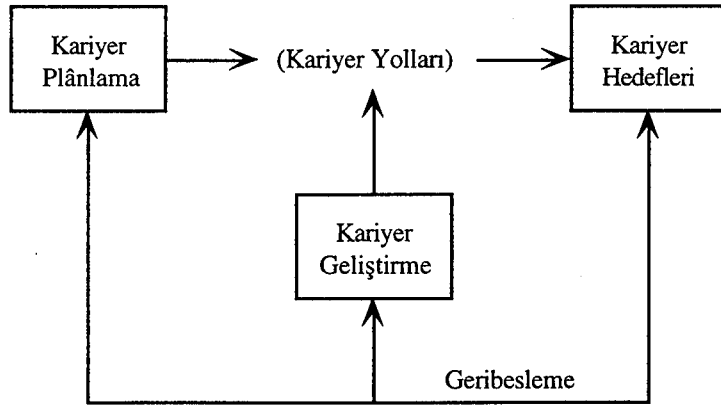 Kariyer
Plânlama
(Kariyer Yolları)
Kariyer
Hedefleri
Kariyer
Geliştirme
Geribesleme